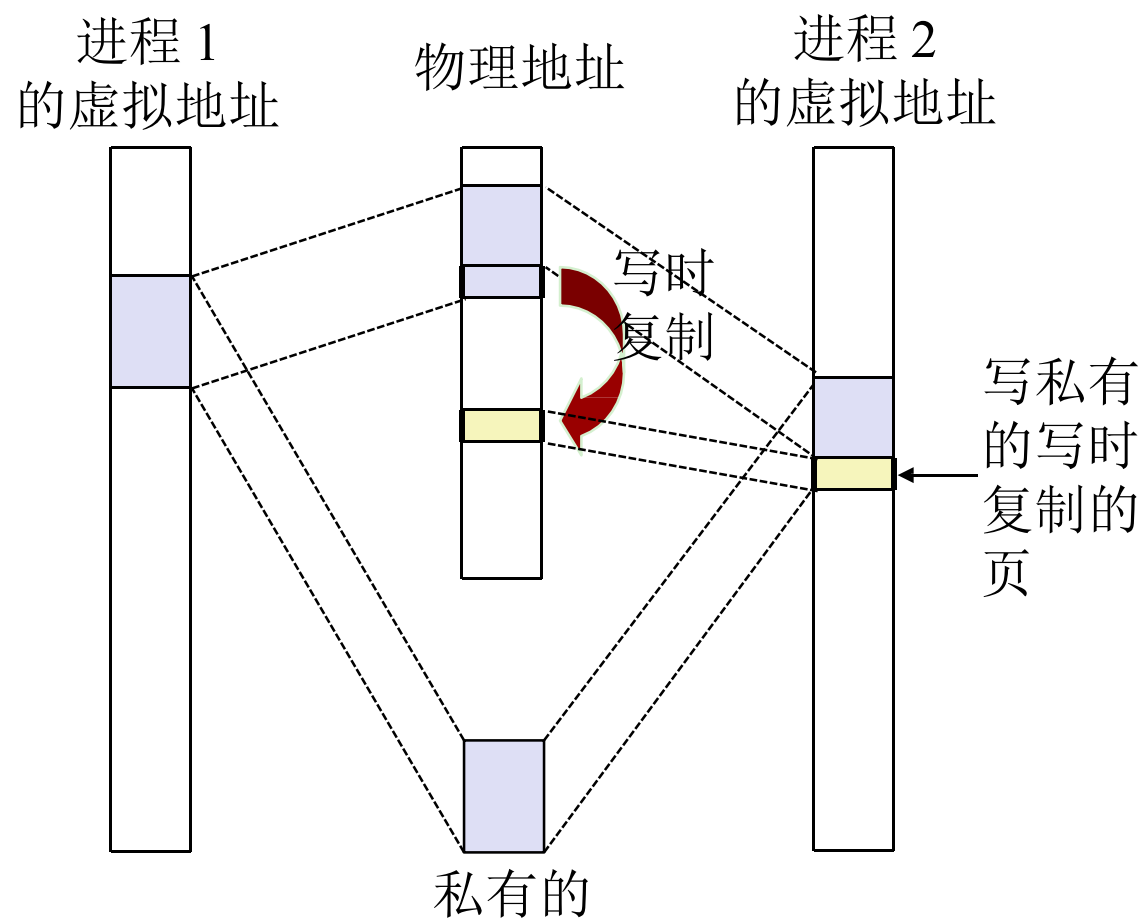 进程 1
的虚拟地址
物理地址
进程 2
的虚拟地址
写时
复制
写私有
的写时
复制的
页
私有的